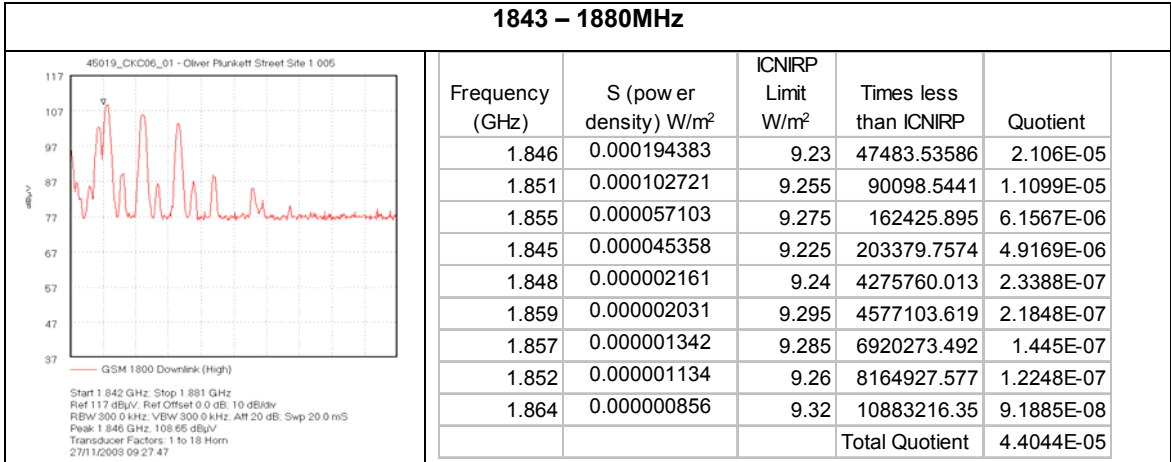 1843 – 1880MHz
45019_CKC06_01 - Oliver Plunkett Street Site 1 005
117
107
97
87
77
67
57
47
37
dBµV
GSM 1800 Downlink (High)
Start 1.842 GHz; Stop 1.881 GHz
Ref 117 dBµV, Ref Offset 0.0 dB; 10 dB/div
RBW 300.0 kHz; VBW 300.0 kHz; Att 20 dB; Swp 20.0 mS
Peak 1.846 GHz, 108.65 dBµV
Transducer Factors: 1 to 18 Horn
27/11/2003 09:27:47
Frequency (GHz) S (pow er density) W/m² ICNIRP Limit W/m² Times less than ICNIRP Quotient
1.846 0.000194383 9.23 47483.53586 2.106E-05
1.851 0.000102721 9.255 90098.5441 1.1099E-05
1.855 0.000057103 9.275 162425.895 6.1567E-06
1.845 0.000045358 9.225 203379.7574 4.9169E-06
1.848 0.000002161 9.24 4275760.013 2.3388E-07
1.859 0.000002031 9.295 4577103.619 2.1848E-07
1.857 0.000001342 9.285 6920273.492 1.445E-07
1.852 0.000001134 9.26 8164927.577 1.2248E-07
1.864 0.000000856 9.32 10883216.35 9.1885E-08
Total Quotient 4.4044E-05